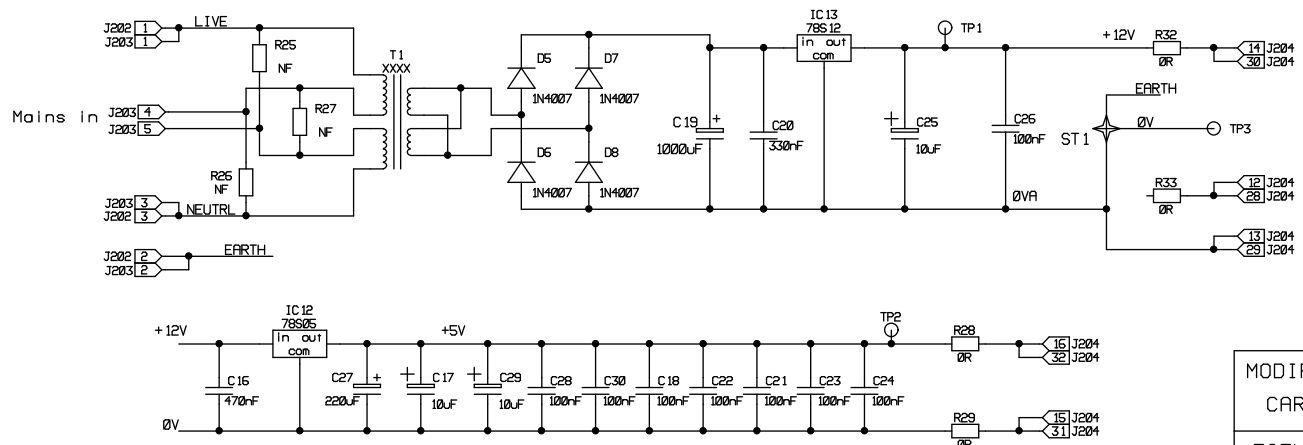 J202 1 LIVE
J203 1
R25
NF
T1
XXXX
Mains in J203 4
J203 5
R27
NF
R26
NF
J203 3
J202 3 NEUTRL
J202 2 EARTH
J203 2
D5
1N4007
D7
1N4007
D6
1N4007
D8
1N4007
C19 +
1000uF
C20
330nF
IC13
78S12
in out
com
+ C25
10uF
TP1
C26
100nF
+12V
R32
0R
14 J204
30 J204
EARTH
0V
TP3
ST1
0VA
R33
0R
12 J204
28 J204
13 J204
29 J204
+12V
IC12
78S05
in out
com
+5V
TP2
R28
0R
16 J204
32 J204
C16
470nF
C27 +
220uF
+ C17
10uF
+ C29
10uF
C28
100nF
C30
100nF
C18
100nF
C22
100nF
C21
100nF
C23
100nF
C24
100nF
0V
R29
0R
15 J204
31 J204
MODIF
CAR